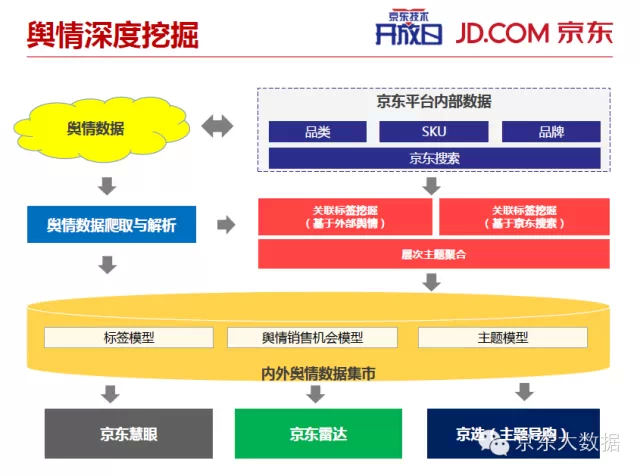 舆情深度挖掘
京东技术
开放日
JD.COM 京东
舆情数据
京东平台内部数据
品类
SKU
品牌
京东搜索
舆情数据爬取与解析
关联标签挖掘
（基于外部舆情）
关联标签挖掘
（基于京东搜索）
层次主题聚合
标签模型
舆情销售机会模型
主题模型
内外舆情数据集市
京东慧眼
京东雷达
京选（主题导购）
京东大数据